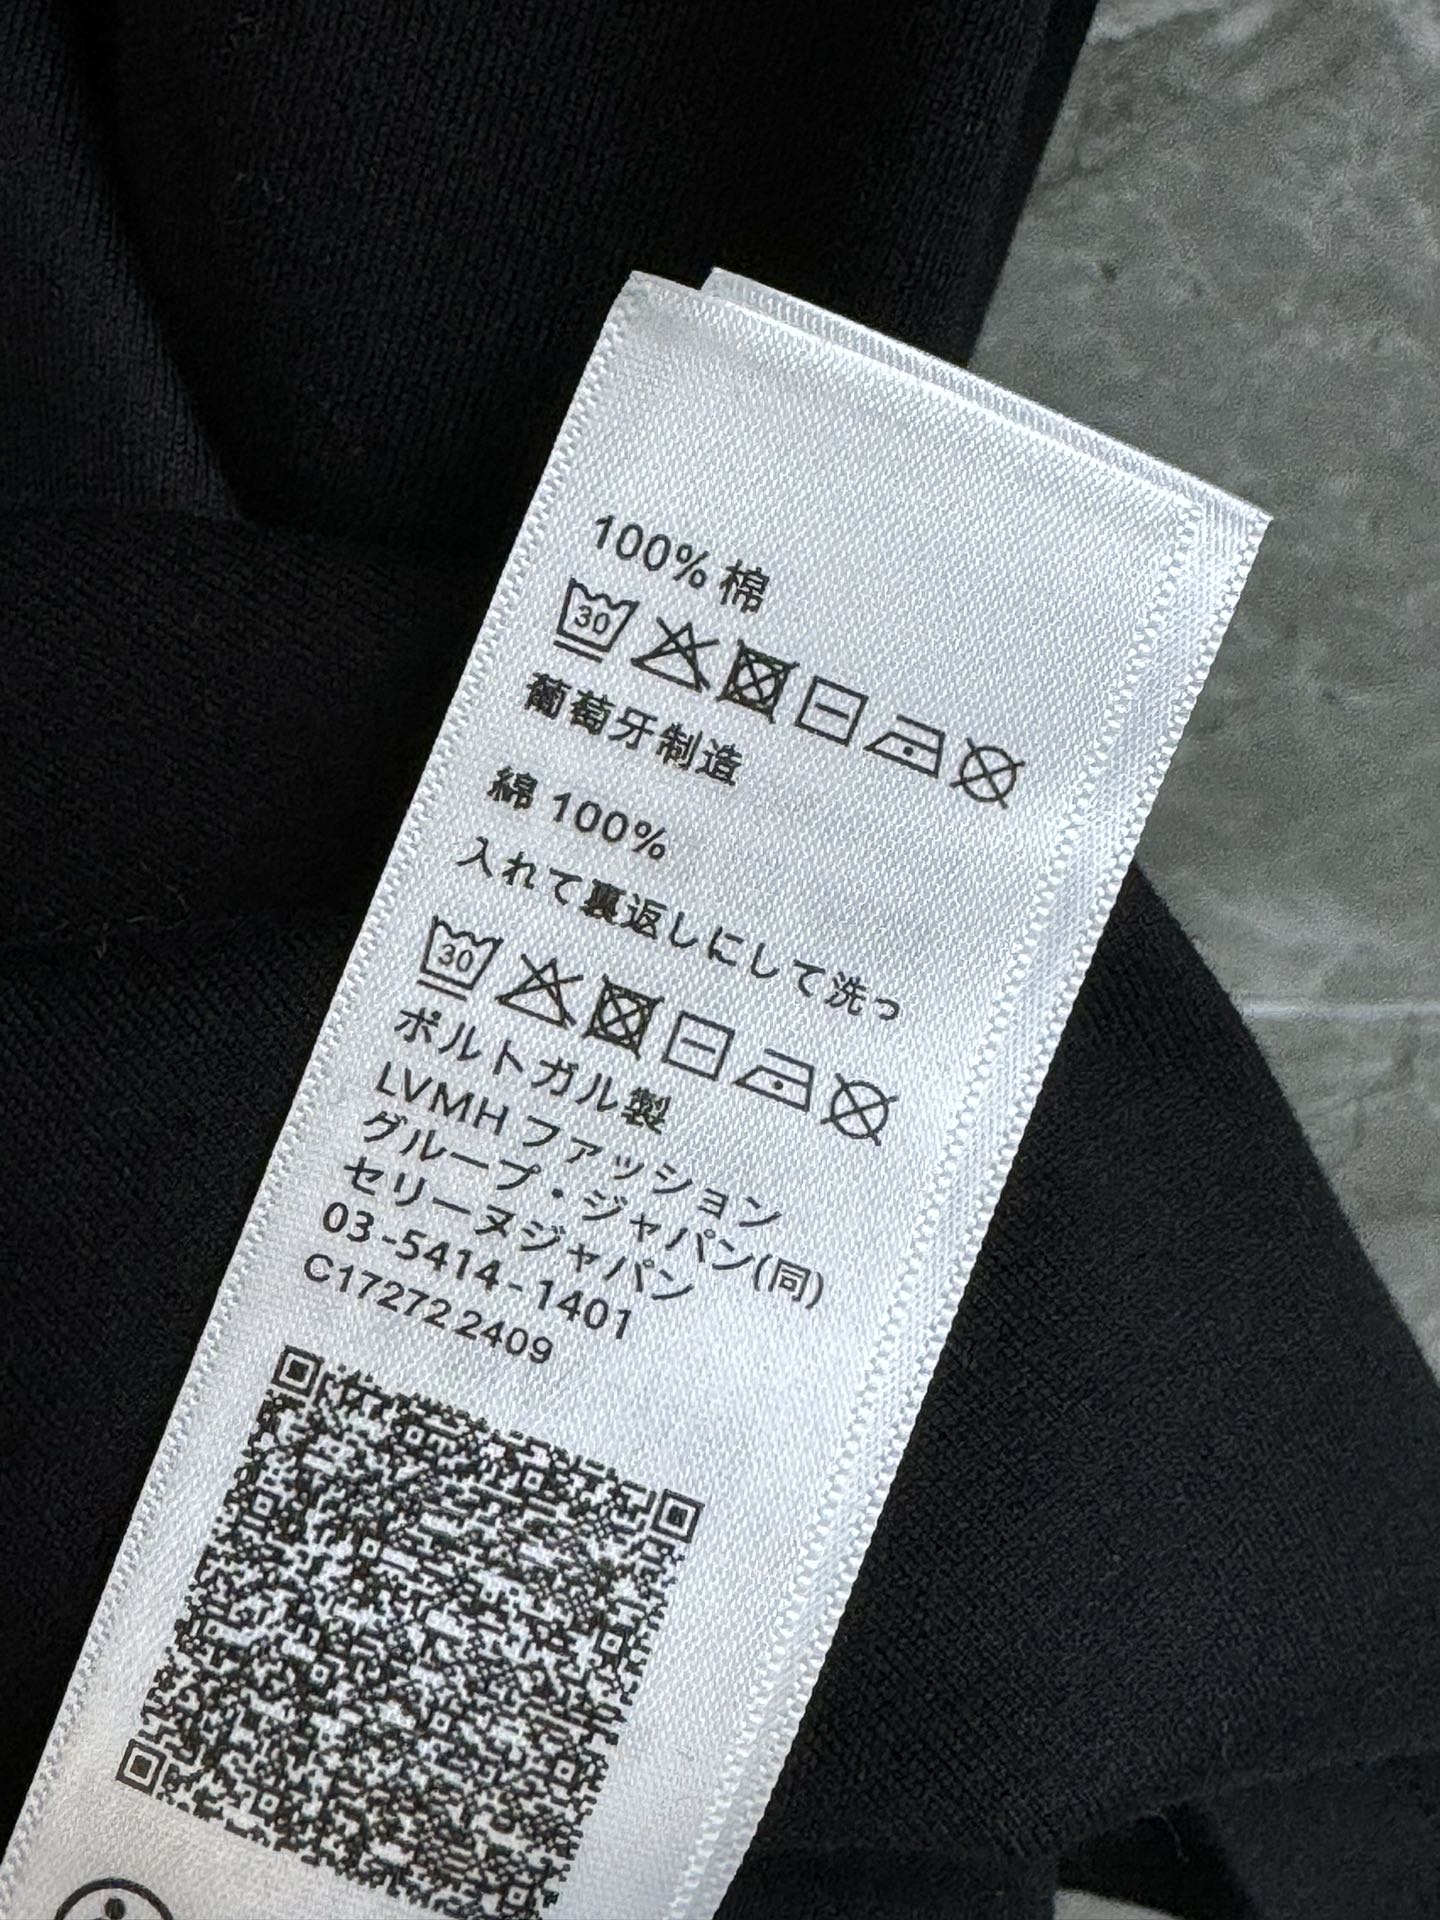 100% 棉
30
葡萄牙制造
綿 100%
入れて裏返しにして洗っ
30
ポルトガル製
LVMH ファッション
グループ・ジャパン(同)
セリーヌジャパン
03-5414-1401
C17272 2409